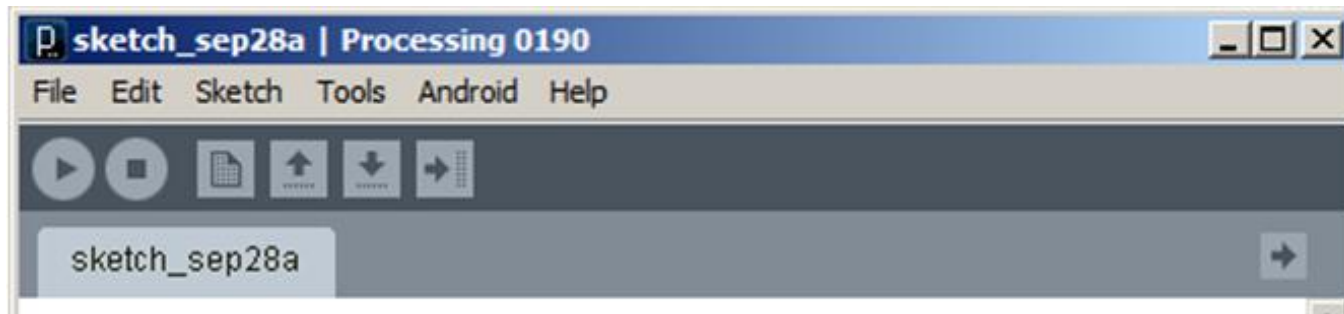 sketch_sep28a | Processing 0190
File Edit Sketch Tools Android Help
sketch_sep28a